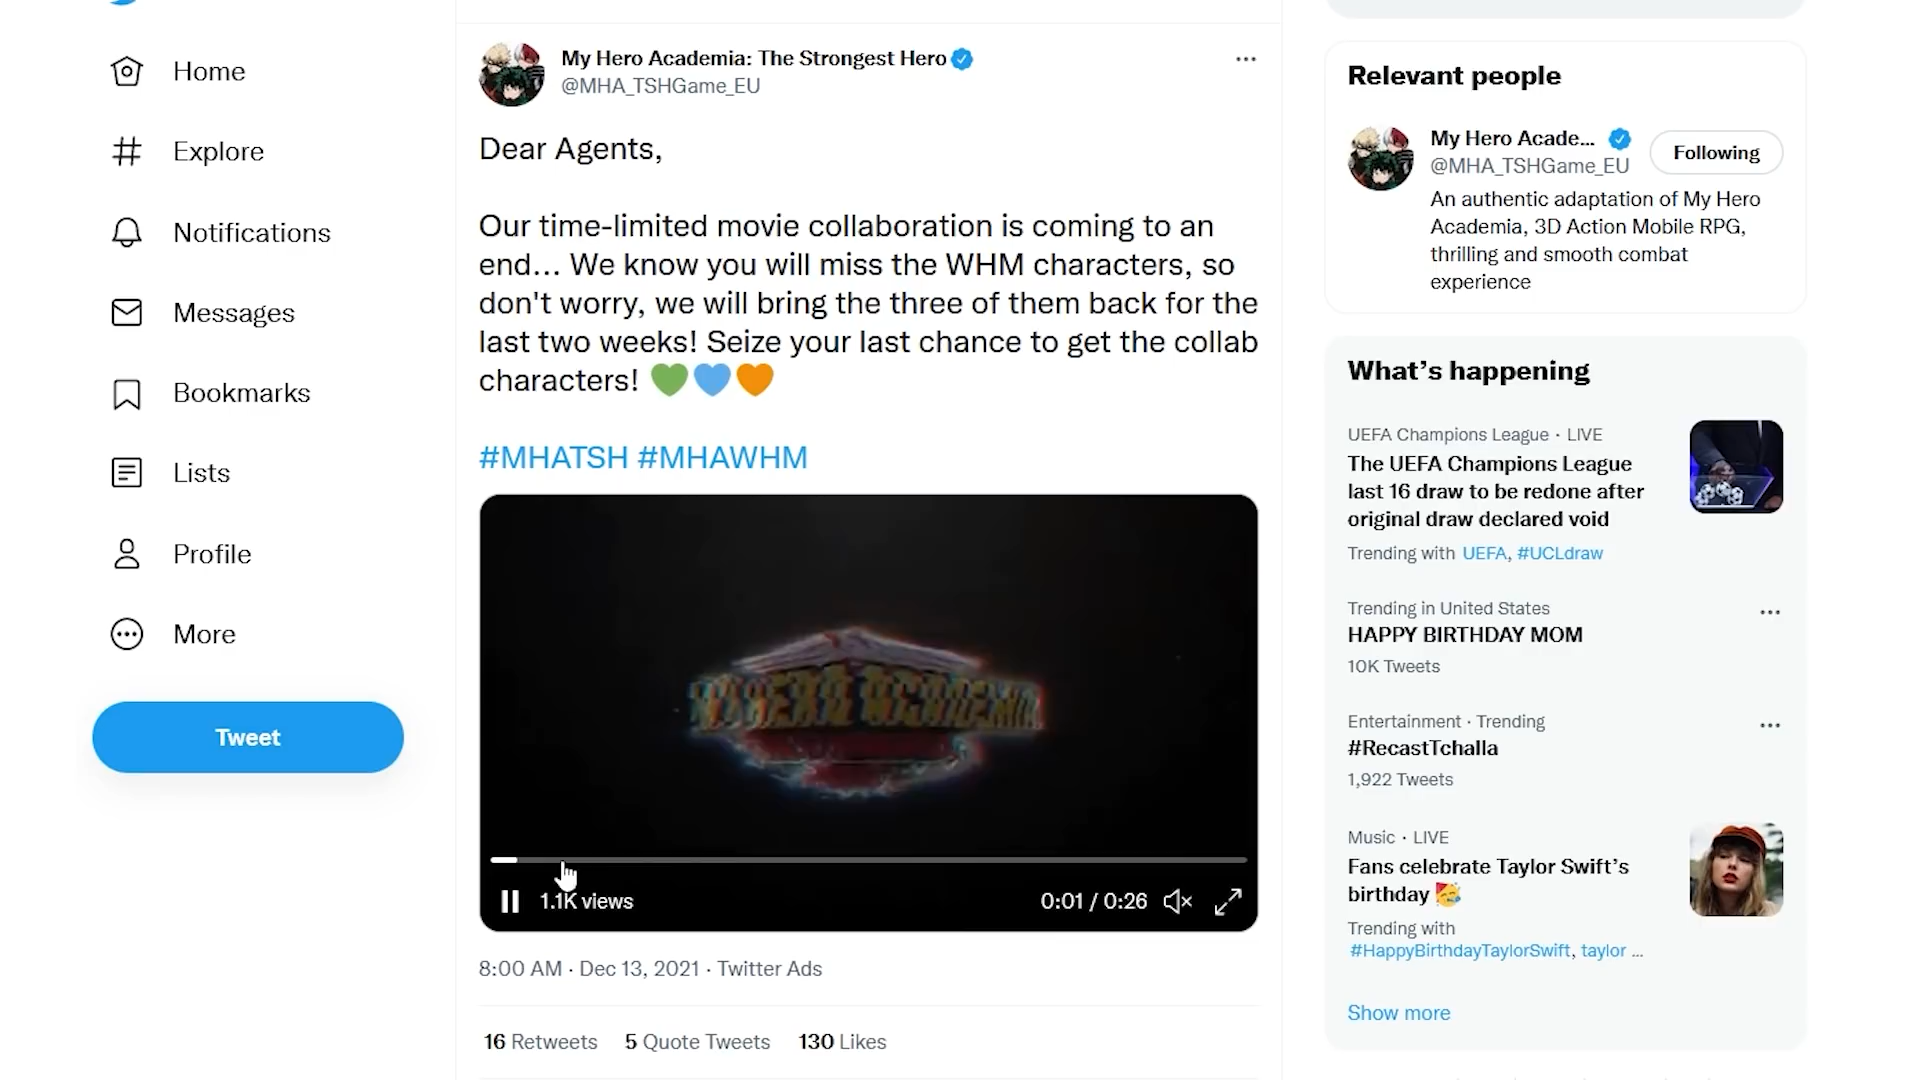 Home
Explore
Notifications
Messages
Bookmarks
Lists
Profile
More
Tweet
My Hero Academia: The Strongest Hero
@MHA_TSHGame_EU
Dear Agents,
Our time-limited movie collaboration is coming to an
end... We know you will miss the WHM characters, so
don't worry, we will bring the three of them back for the
last two weeks! Seize your last chance to get the collab
characters! 💚💙🧡
#MHATSH #MHAWHM
MY HERO ACADEMIA
1.1K views
0:01 / 0:26
8:00 AM · Dec 13, 2021 · Twitter Ads
16 Retweets 5 Quote Tweets 130 Likes
Relevant people
My Hero Acade...
@MHA_TSHGame_EU
Following
An authentic adaptation of My Hero
Academia, 3D Action Mobile RPG,
thrilling and smooth combat
experience
What's happening
UEFA Champions League · LIVE
The UEFA Champions League
last 16 draw to be redone after
original draw declared void
Trending with UEFA, #UCLdraw
Trending in United States
HAPPY BIRTHDAY MOM
10K Tweets
Entertainment · Trending
#RecastTchalla
1,922 Tweets
Music · LIVE
Fans celebrate Taylor Swift's
birthday 🥳
Trending with
#HappyBirthdayTaylorSwift, taylor ...
Show more